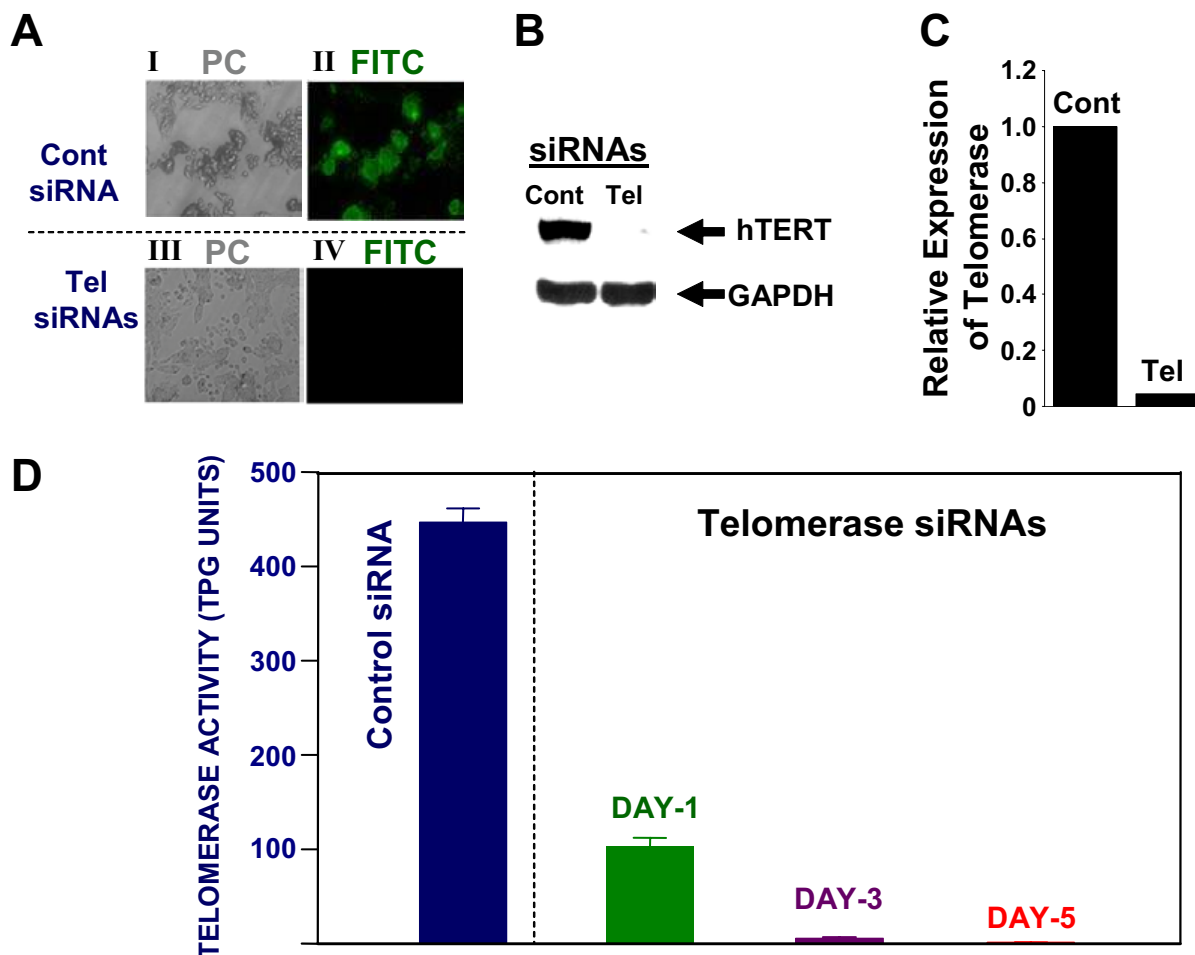 A
I PC
II FITC
Cont
siRNA
III PC
IV FITC
Tel
siRNAs
B
siRNAs
Cont Tel
hTERT
GAPDH
C
Relative Expression
of Telomerase
1.2
1.0
0.8
0.6
0.4
0.2
0
Cont
Tel
D
TELOMERASE ACTIVITY (TPG UNITS)
500
400
300
200
100
Control siRNA
Telomerase siRNAs
DAY-1
DAY-3
DAY-5